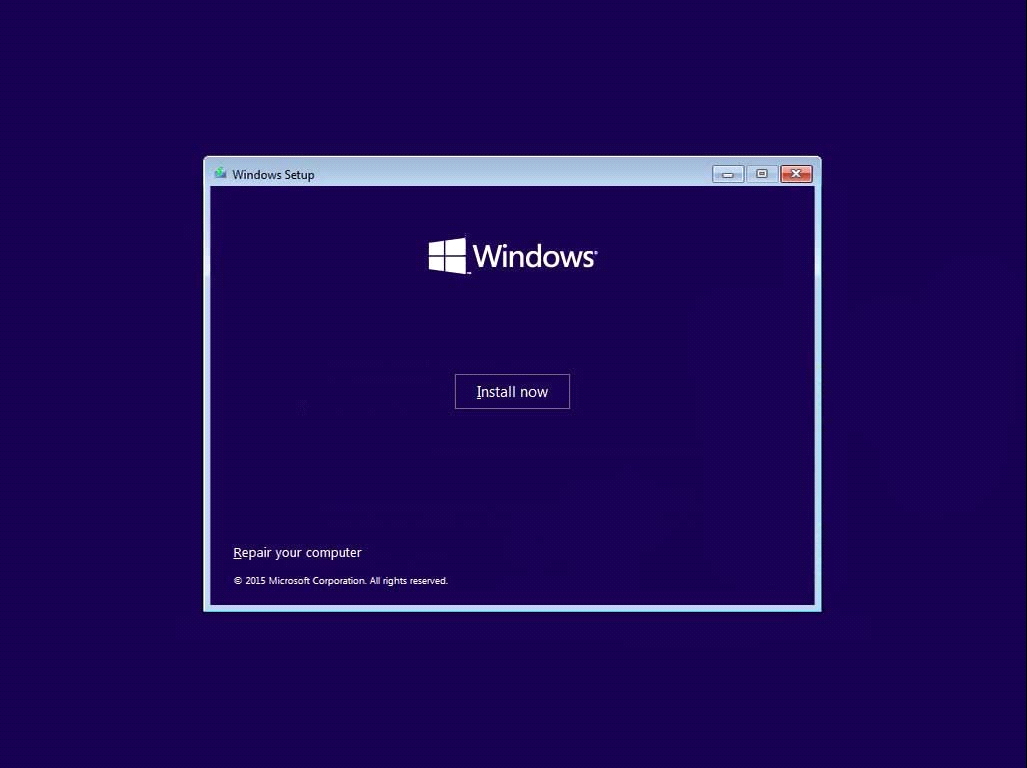 Windows Setup
Windows
Install now
Repair your computer
© 2015 Microsoft Corporation. All rights reserved.